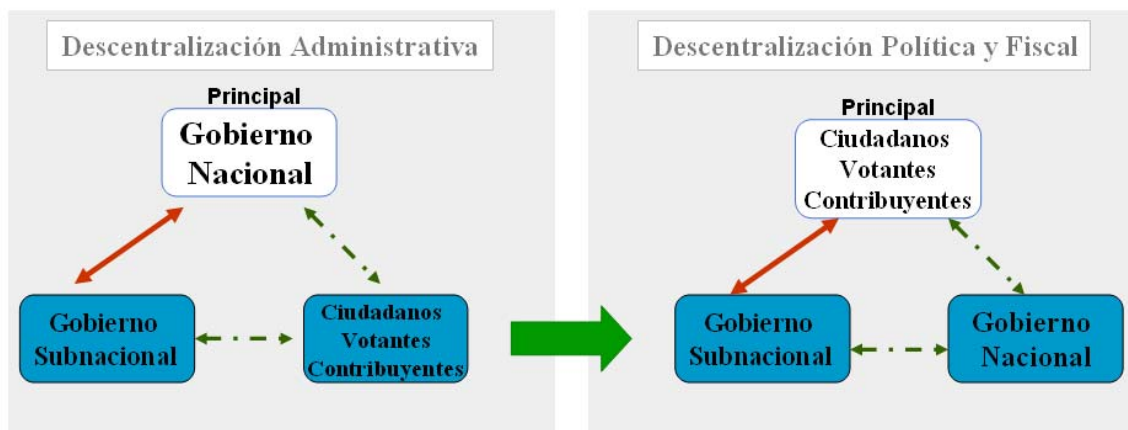 Descentralización Administrativa
Principal
Gobierno
Nacional
Gobierno
Subnacional
Ciudadanos
Votantes
Contribuyentes
Descentralización Política y Fiscal
Principal
Ciudadanos
Votantes
Contribuyentes
Gobierno
Subnacional
Gobierno
Nacional